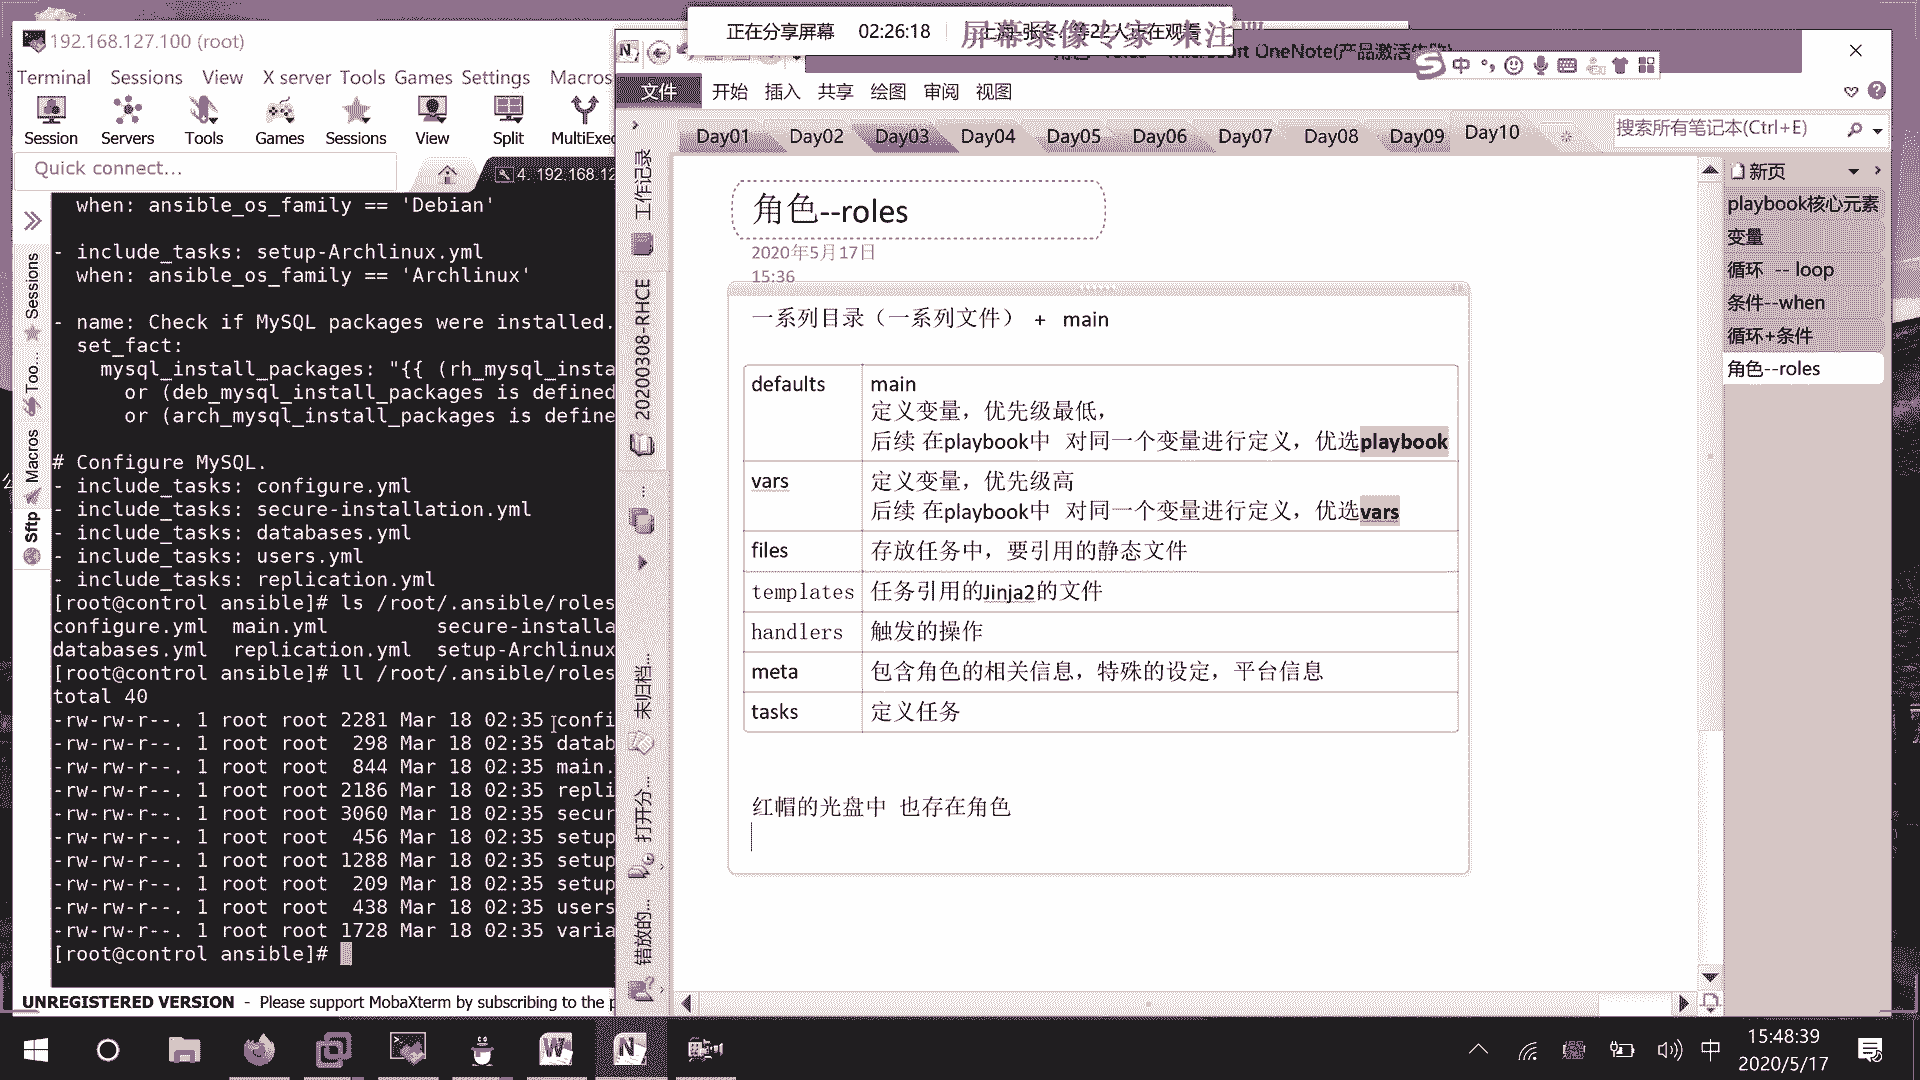 192.168.127.100 (root)
Terminal Sessions View X server Tools Games Settings Macros
Session Servers Tools Games Sessions View Split MultiExec
Quick connect...
4. 192.168.12
Sessions
Too...
Macros
Sftp
when: ansible_os_family == 'Debian'
- include_tasks: setup-Archlinux.yml
when: ansible_os_family == 'Archlinux'
- name: Check if MySQL packages were installed.
set_fact:
mysql_install_packages: "{{ (rh_mysql_insta
or (deb_mysql_install_packages is defined
or (arch_mysql_install_packages is define
# Configure MySQL.
- include_tasks: configure.yml
- include_tasks: secure-installation.yml
- include_tasks: databases.yml
- include_tasks: users.yml
- include_tasks: replication.yml
[root@control ansible]# ls /root/.ansible/roles
configure.yml main.yml secure-installa
databases.yml replication.yml setup-Archlinux
[root@control ansible]# ll /root/.ansible/roles
total 40
-rw-rw-r--. 1 root root 2281 Mar 18 02:35 confi
-rw-rw-r--. 1 root root 298 Mar 18 02:35 datab
-rw-rw-r--. 1 root root 844 Mar 18 02:35 main.
-rw-rw-r--. 1 root root 2186 Mar 18 02:35 repli
-rw-rw-r--. 1 root root 3060 Mar 18 02:35 secur
-rw-rw-r--. 1 root root 456 Mar 18 02:35 setup
-rw-rw-r--. 1 root root 1288 Mar 18 02:35 setup
-rw-rw-r--. 1 root root 209 Mar 18 02:35 setup
-rw-rw-r--. 1 root root 438 Mar 18 02:35 users
-rw-rw-r--. 1 root root 1728 Mar 18 02:35 varia
[root@control ansible]#
UNREGISTERED VERSION - Please support MobaXterm by subscribing to the p
正在分享屏幕 02:26:18 上海-张冬 等22人正在观看
屏幕录像专家 未注册
OneNote(产品激活失败)
中
文件 开始 插入 共享 绘图 审阅 视图
Day01 Day02 Day03 Day04 Day05 Day06 Day07 Day08 Day09 Day10
搜索所有笔记本(Ctrl+E)
工作记录
20200308-RHCE
...
未归档...
打开分...
错放的...
角色--roles
2020年5月17日
15:36
一系列目录（一系列文件） + main
defaults main
定义变量，优先级最低，
后续 在playbook中 对同一个变量进行定义，优选playbook
vars 定义变量，优先级高
后续 在playbook中 对同一个变量进行定义，优选vars
files 存放任务中，要引用的静态文件
templates 任务引用的Jinja2的文件
handlers 触发的操作
meta 包含角色的相关信息，特殊的设定，平台信息
tasks 定义任务
红帽的光盘中 也存在角色
新页
playbook核心元素
变量
循环 -- loop
条件--when
循环+条件
角色--roles
中
15:48:39
2020/5/17